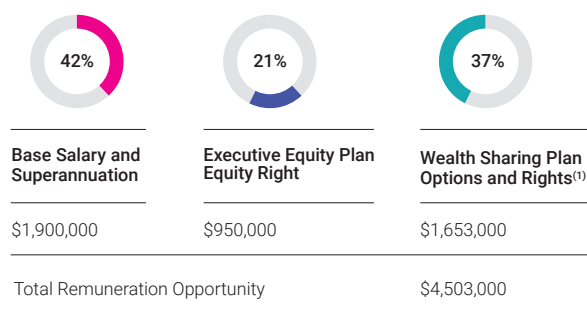 42%
21%
37%
Base Salary and
Superannuation
Executive Equity Plan
Equity Right
Wealth Sharing Plan
Options and Rights(1)
$1,900,000
$950,000
$1,653,000
Total Remuneration Opportunity
$4,503,000